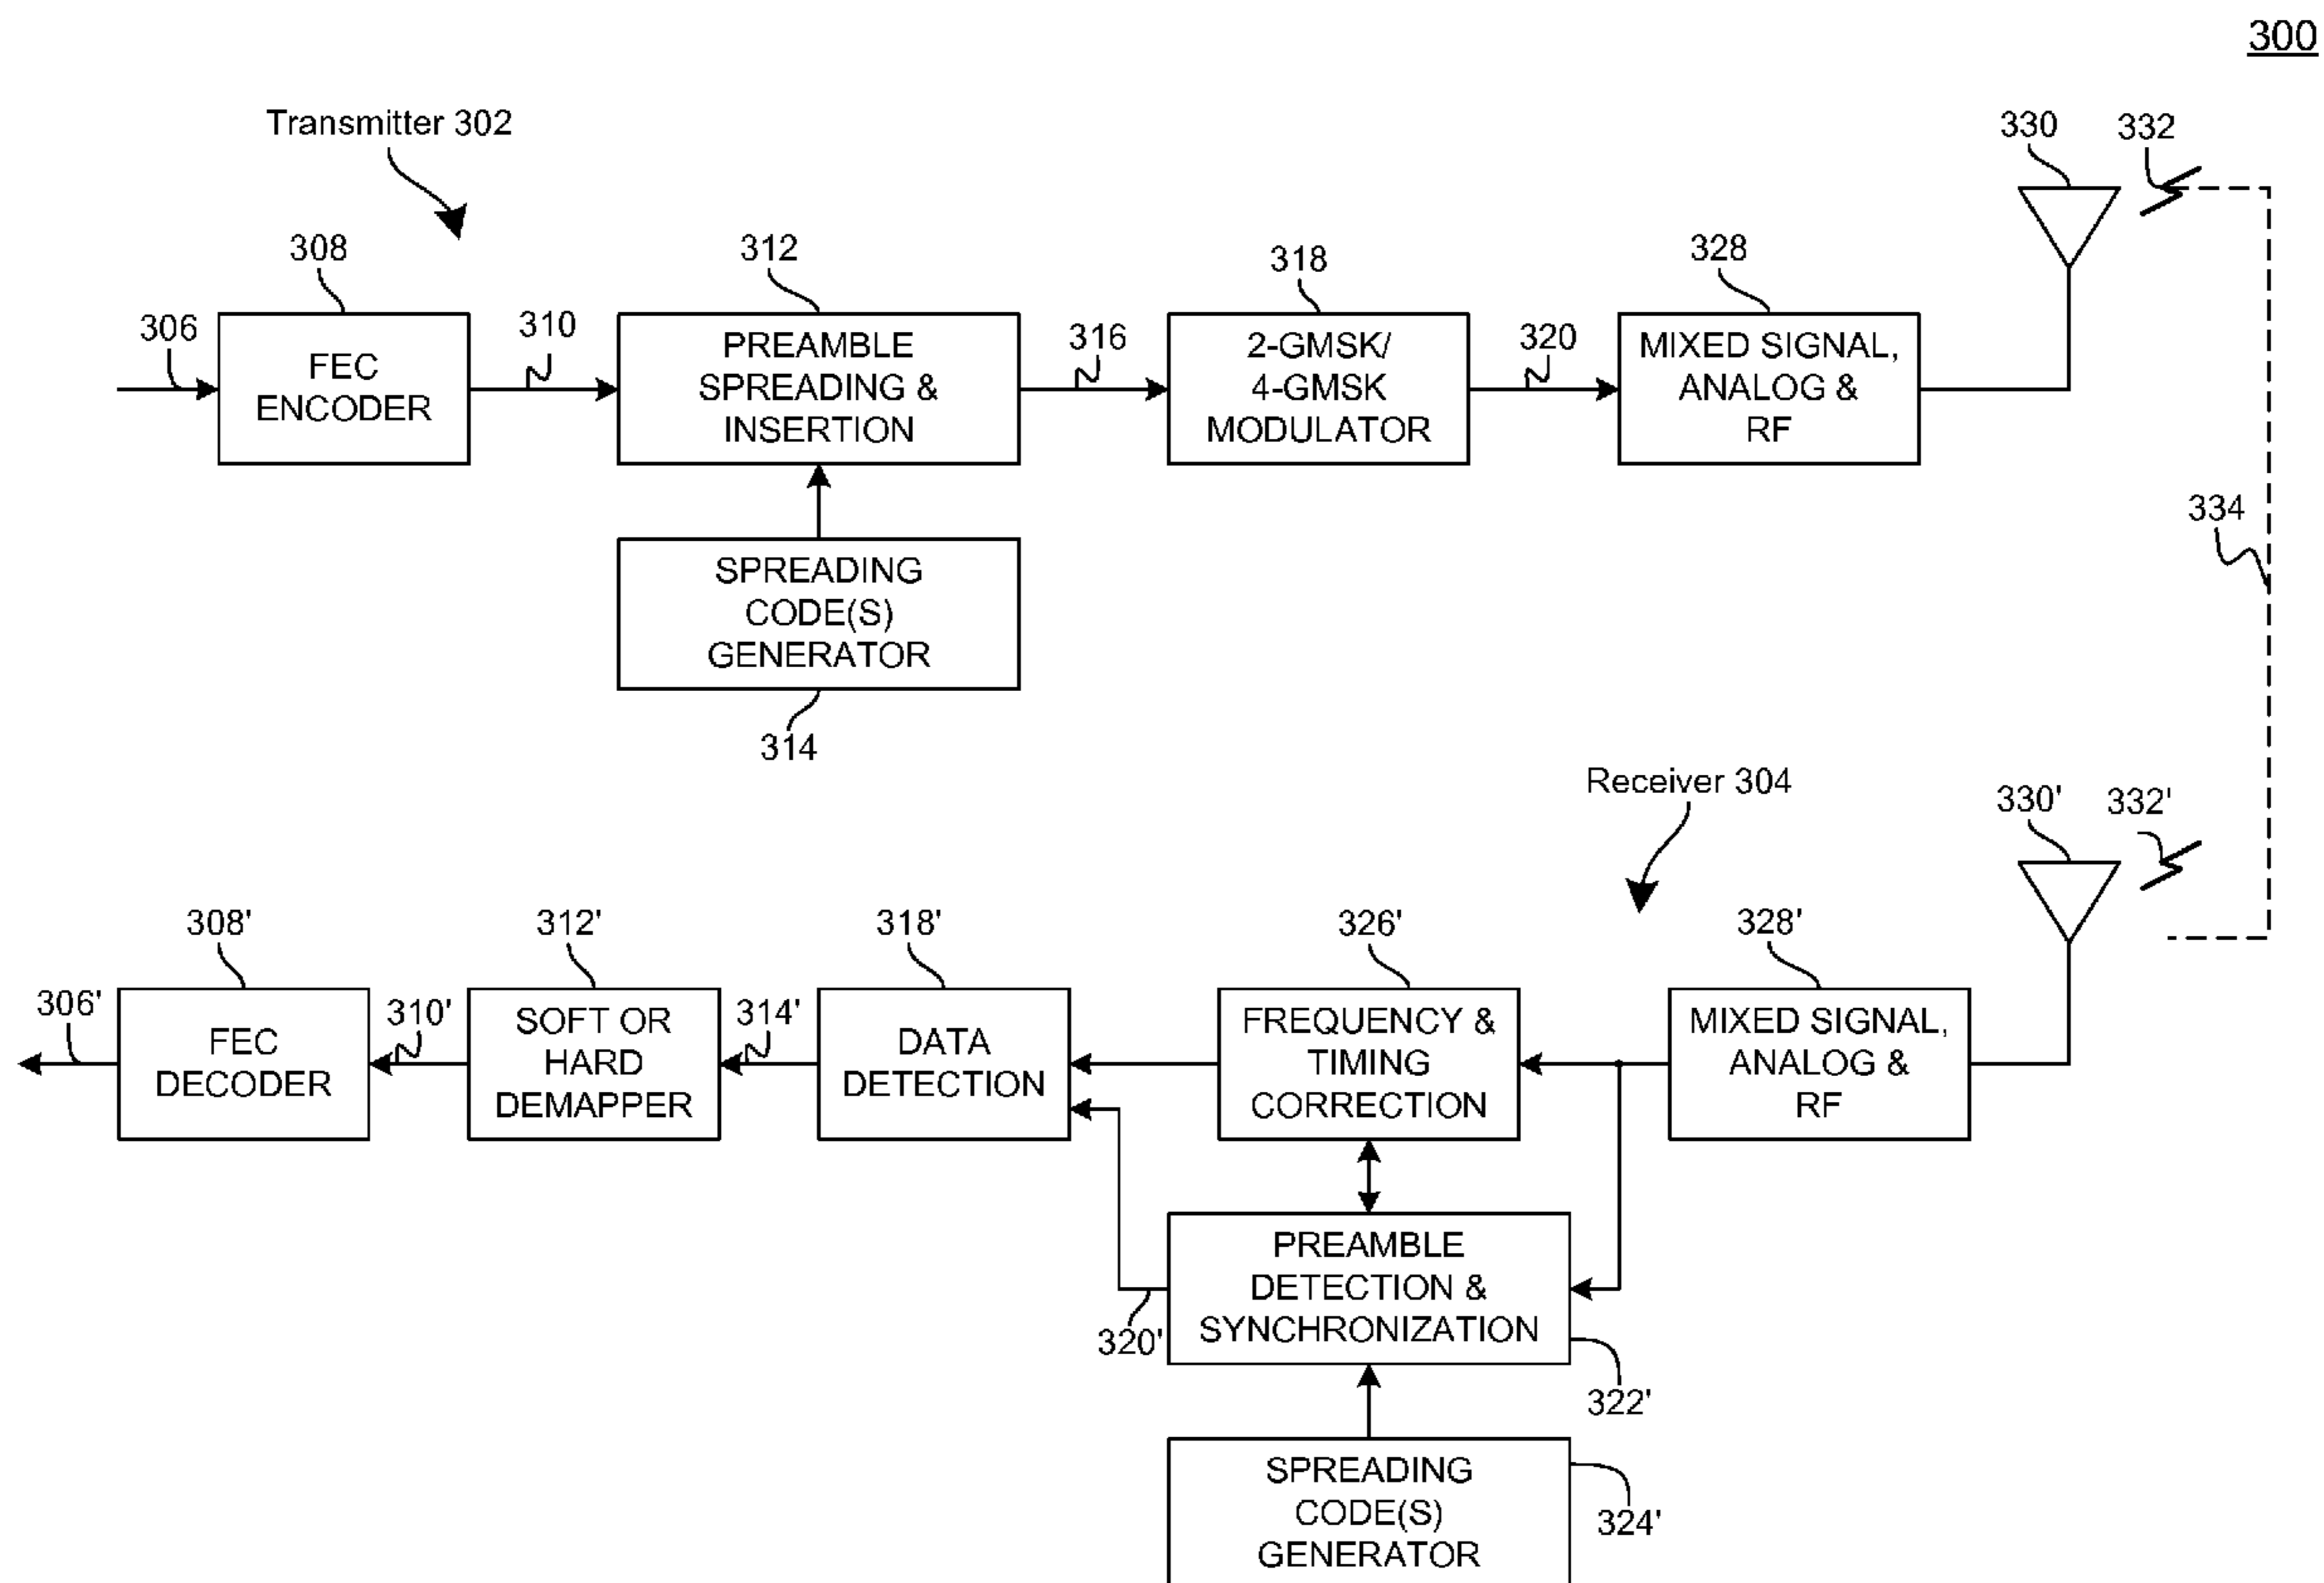 300
Transmitter 302
330
332
308
312
318
328
306
310
316
320
FEC
ENCODER
PREAMBLE
SPREADING &
INSERTION
2-GMSK/
4-GMSK
MODULATOR
MIXED SIGNAL,
ANALOG &
RF
334
SPREADING
CODE(S)
GENERATOR
314
Receiver 304
330'
332'
308'
312'
318'
326'
328'
306'
310'
314'
FEC
DECODER
SOFT OR
HARD
DEMAPPER
DATA
DETECTION
FREQUENCY &
TIMING
CORRECTION
MIXED SIGNAL,
ANALOG &
RF
PREAMBLE
DETECTION &
SYNCHRONIZATION
320'
322'
SPREADING
CODE(S)
GENERATOR
324'